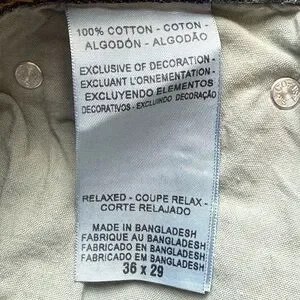 100% COTTON - COTON -
ALGODÓN - ALGODÃO
EXCLUSIVE OF DECORATION -
EXCLUANT L'ORNEMENTATION -
EXCLUYENDO ELEMENTOS
DECORATIVOS - EXCLUINDO DECORAÇÃO
RELAXED - COUPE RELAX -
CORTE RELAJADO
MADE IN BANGLADESH
FABRIQUE AU BANGLADESH
FABRICADO EN BANGLADESH
FABRICADO EM BANGLADESH
36 X 29